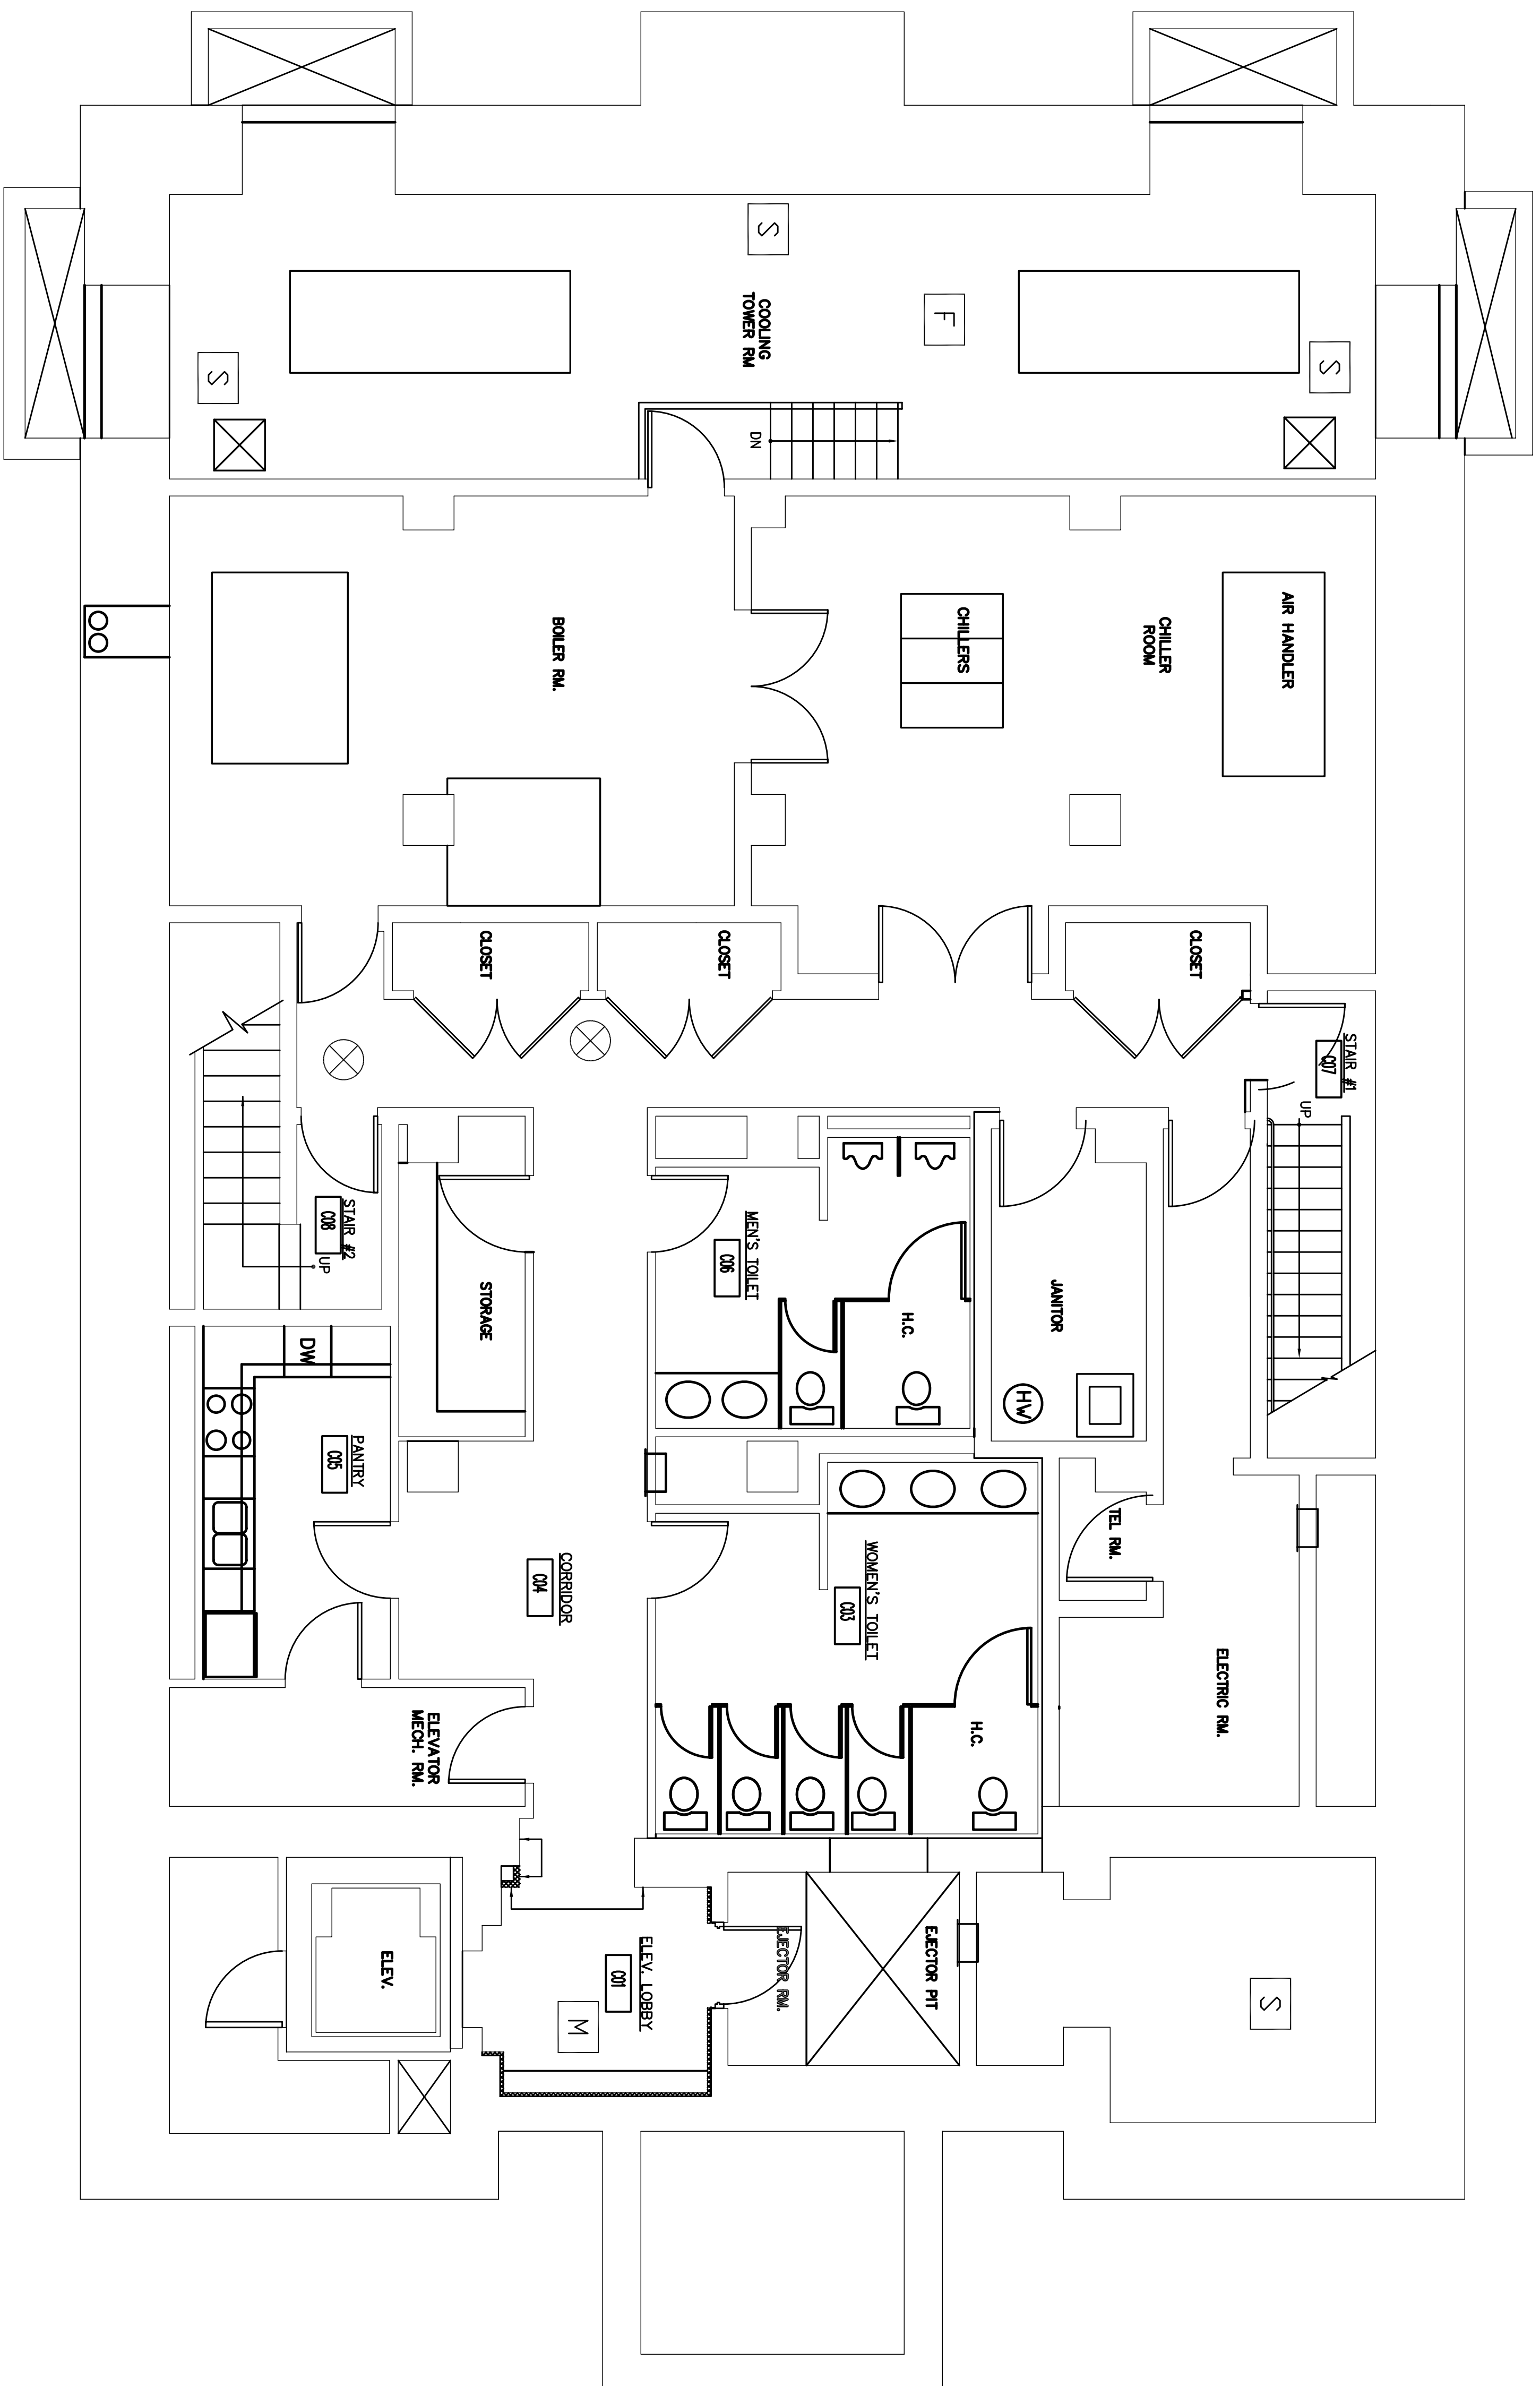 S
F
S
S
COOLING
TOWER RM
DN
AIR HANDLER
CHILLER
ROOM
CHILLERS
BOILER RM.
CLOSET
CLOSET
CLOSET
STAIR #1
C07
UP
STAIR #2
C08
UP
STORAGE
MEN'S TOILET
C06
H.C.
JANITOR
HW
DW
PANTRY
C05
TEL RM.
CORRIDOR
C04
WOMEN'S TOILET
C03
H.C.
ELECTRIC RM.
ELEVATOR
MECH. RM.
ELEV.
ELEV. LOBBY
C01
M
EJECTOR RM.
EJECTOR PIT
S